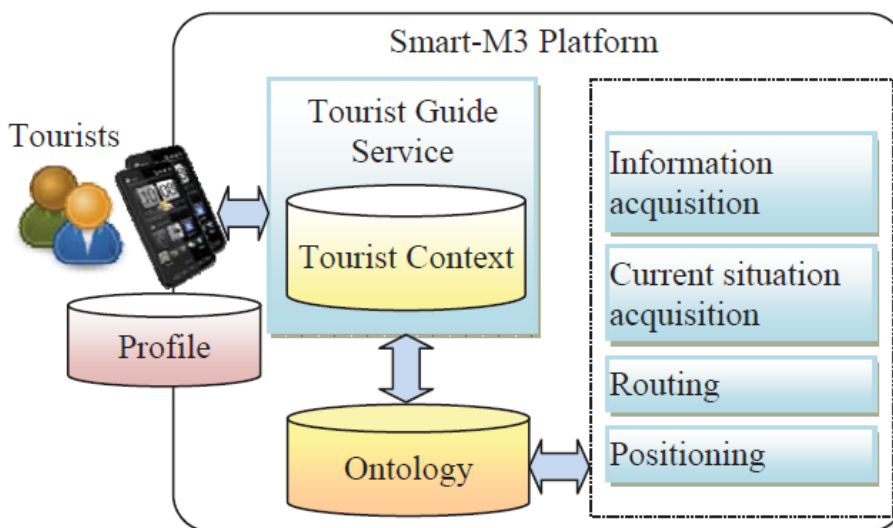 Smart-M3 Platform
Tourists
Tourist Guide
Service
Tourist Context
Profile
Ontology
Information
acquisition
Current situation
acquisition
Routing
Positioning